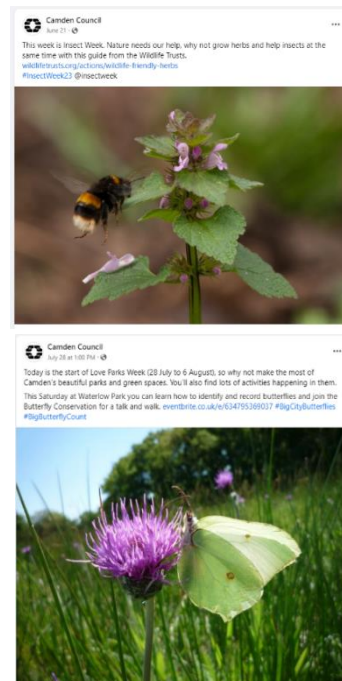 Camden Council
June 21 ·
This week is Insect Week. Nature needs our help, why not grow herbs and help insects at the
same time with this guide from the Wildlife Trusts.
wildlifetrusts.org/actions/wildlife-friendly-herbs
#InsectWeek23 @insectweek
Camden Council
July 28 at 1:00 PM ·
Today is the start of Love Parks Week (28 July to 6 August), so why not make the most of
Camden's beautiful parks and green spaces. You'll also find lots of activities happening in them.
This Saturday at Waterlow Park you can learn how to identify and record butterflies and join the
Butterfly Conservation for a talk and walk. eventbrite.co.uk/e/634795369037 #BigCityButterflies
#BigButterflyCount